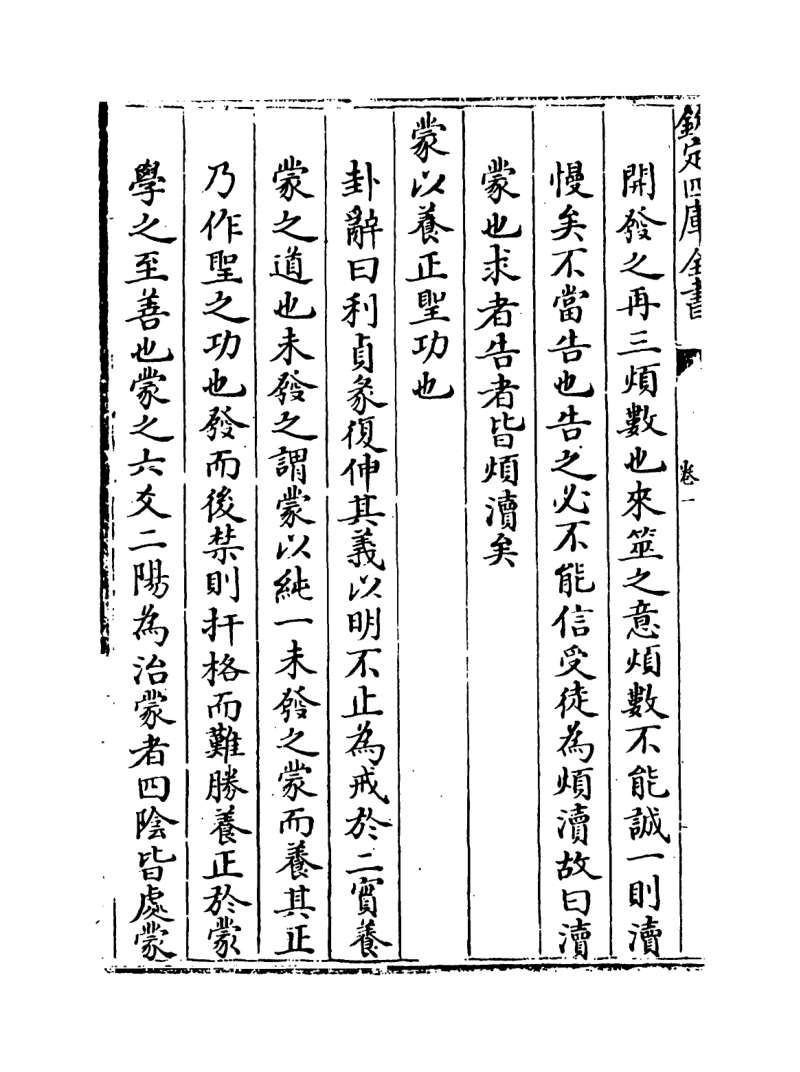 欽定四庫全書
卷一
開發之再三煩數也來筮之意煩數不能誠一則瀆
慢矣不當告也告之必不能信受徒為煩瀆故曰瀆
蒙也求者告者皆煩瀆矣
蒙以養正聖功也
卦辭曰利貞彖復伸其義以明不止為戒於二實養
蒙之道也未發之謂蒙以純一未發之蒙而養其正
乃作聖之功也發而後禁則扞格而難勝養正於蒙
學之至善也蒙之六爻二陽為治蒙者四陰皆處蒙